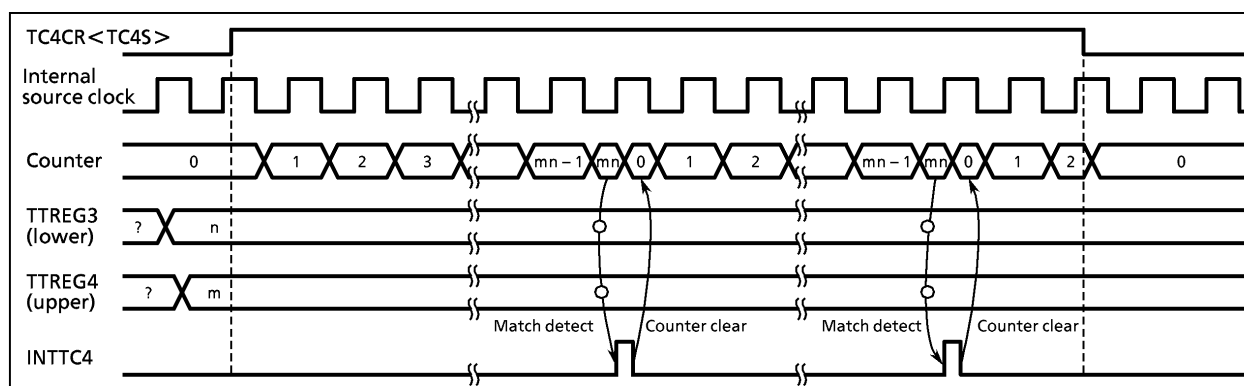 TC4CR<TC4S>
Internal
source clock
Counter 0 1 2 3 mn – 1 mn 0 1 2 mn – 1 mn 0 1 2 0
TTREG3
(lower) ? n
TTREG4
(upper) ? m
Match detect Counter clear Match detect Counter clear
INTTC4